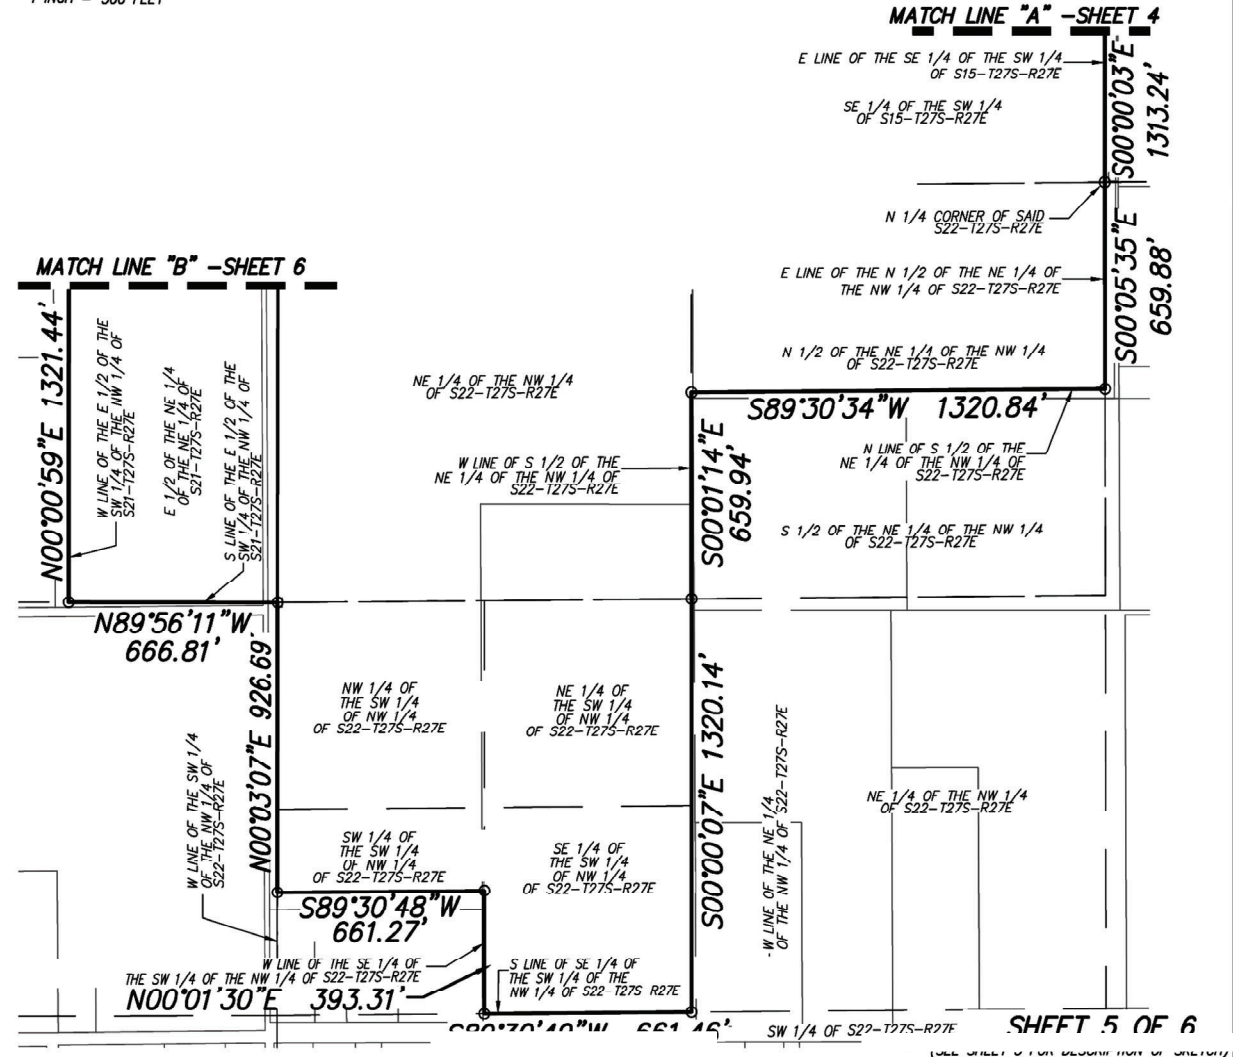 MATCH LINE "A" -SHEET 4
E LINE OF THE SE 1/4 OF THE SW 1/4
OF S15-T27S-R27E
SE 1/4 OF THE SW 1/4
OF S15-T27S-R27E
S00°00'03"E
1313.24'
N 1/4 CORNER OF SAID
S22-T27S-R27E
S00°05'35"E
659.88'
E LINE OF THE N 1/2 OF THE NE 1/4 OF
THE NW 1/4 OF S22-T27S-R27E
N 1/2 OF THE NE 1/4 OF THE NW 1/4
OF S22-T27S-R27E
MATCH LINE "B" -SHEET 6
N00°00'59"E 1321.44'
W LINE OF THE E 1/2 OF THE
SW 1/4 OF THE NW 1/4 OF
S21-T27S-R27E
E 1/2 OF THE NE 1/4
OF THE NE 1/4 OF
S21-T27S-R27E
S LINE OF THE E 1/2 OF THE
SW 1/4 OF THE NW 1/4 OF
S21-T27S-R27E
NE 1/4 OF THE NW 1/4
OF S22-T27S-R27E
S89°30'34"W 1320.84'
N LINE OF S 1/2 OF THE
NE 1/4 OF THE NW 1/4 OF
S22-T27S-R27E
W LINE OF S 1/2 OF THE
NE 1/4 OF THE NW 1/4 OF
S22-T27S-R27E
S00°01'14"E
659.94'
S 1/2 OF THE NE 1/4 OF THE NW 1/4
OF S22-T27S-R27E
N89°56'11"W
666.81'
N00°03'07"E 926.69'
NW 1/4 OF
THE SW 1/4
OF NW 1/4
OF S22-T27S-R27E
NE 1/4 OF
THE SW 1/4
OF NW 1/4
OF S22-T27S-R27E
S00°00'07"E 1320.14'
W LINE OF THE NE 1/4
OF THE NW 1/4 OF S22-T27S-R27E
NE 1/4 OF THE NW 1/4
OF S22-T27S-R27E
W LINE OF THE SW 1/4
OF THE NW 1/4 OF
S22-T27S-R27E
SW 1/4 OF
THE SW 1/4
OF NW 1/4
OF S22-T27S-R27E
SE 1/4 OF
THE SW 1/4
OF NW 1/4
OF S22-T27S-R27E
S89°30'48"W
661.27'
W LINE OF THE SE 1/4 OF
THE SW 1/4 OF THE NW 1/4 OF S22-T27S-R27E
N00°01'30"E 393.31'
S LINE OF SE 1/4 OF
THE SW 1/4 OF THE
NW 1/4 OF S22-T27S R27E
SW 1/4 OF S22-T27S-R27E
SHEET 5 OF 6